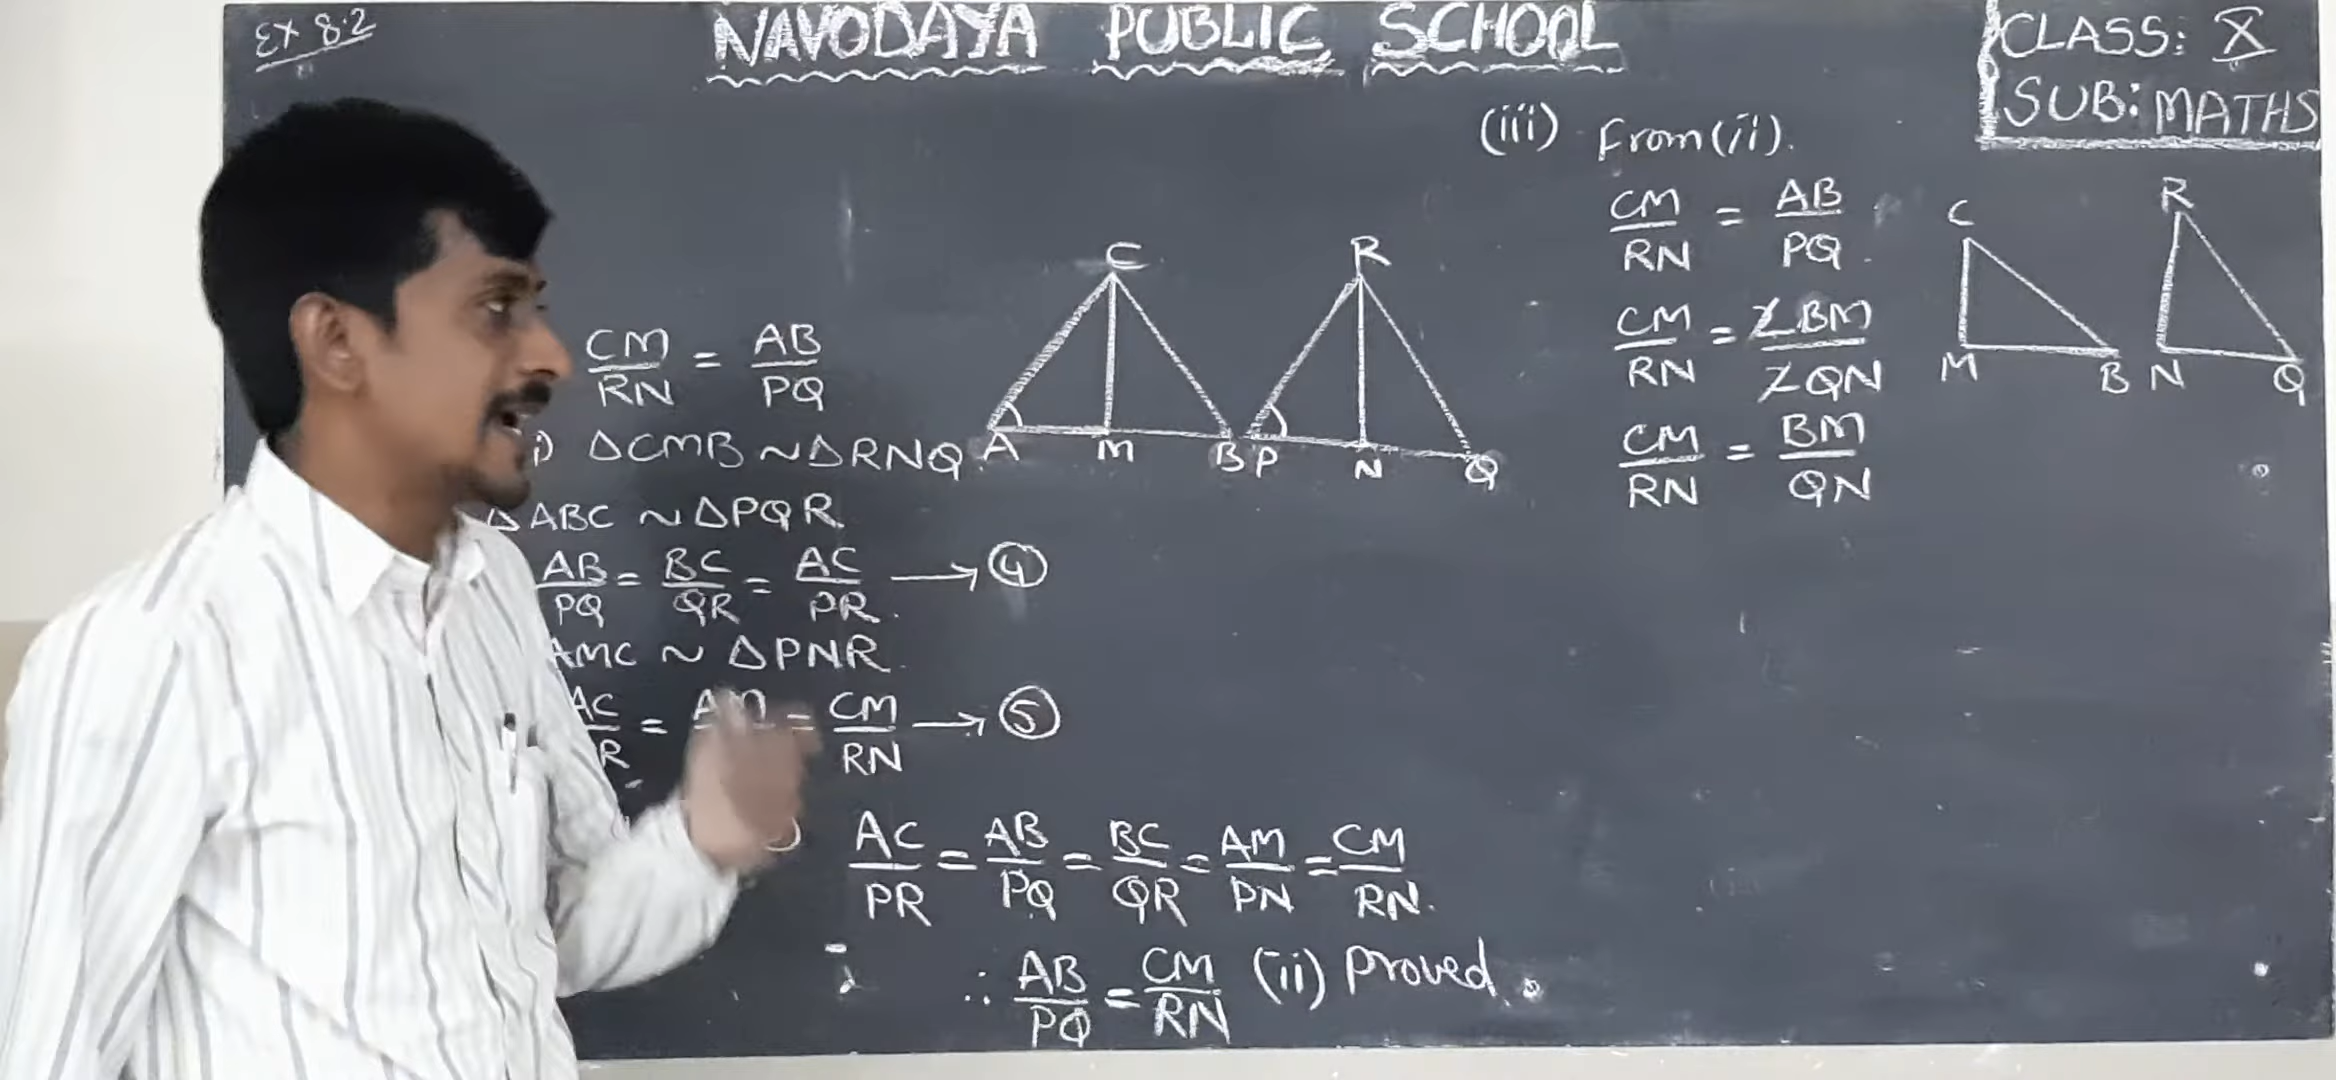 Ex 8.2
NAVODAYA PUBLIC SCHOOL
CLASS: X
SUB: MATHS
CM/RN = AB/PQ
i) ΔCMB ~ ΔRNQ
ΔABC ~ ΔPQR
AB/PQ = BC/QR = AC/PR. → ④
AMC ~ ΔPNR.
AC/R = AM = CM/RN → ⑤
AC/PR = AB/PQ = BC/QR = AM/PN = CM/RN.
∴ AB/PQ = CM/RN (ii) Proved.
C
A M B
R
P N Q
(iii) From (ii).
CM/RN = AB/PQ.
CM/RN = 2BM/2QN
CM/RN = BM/QN
C
M B
R
N Q